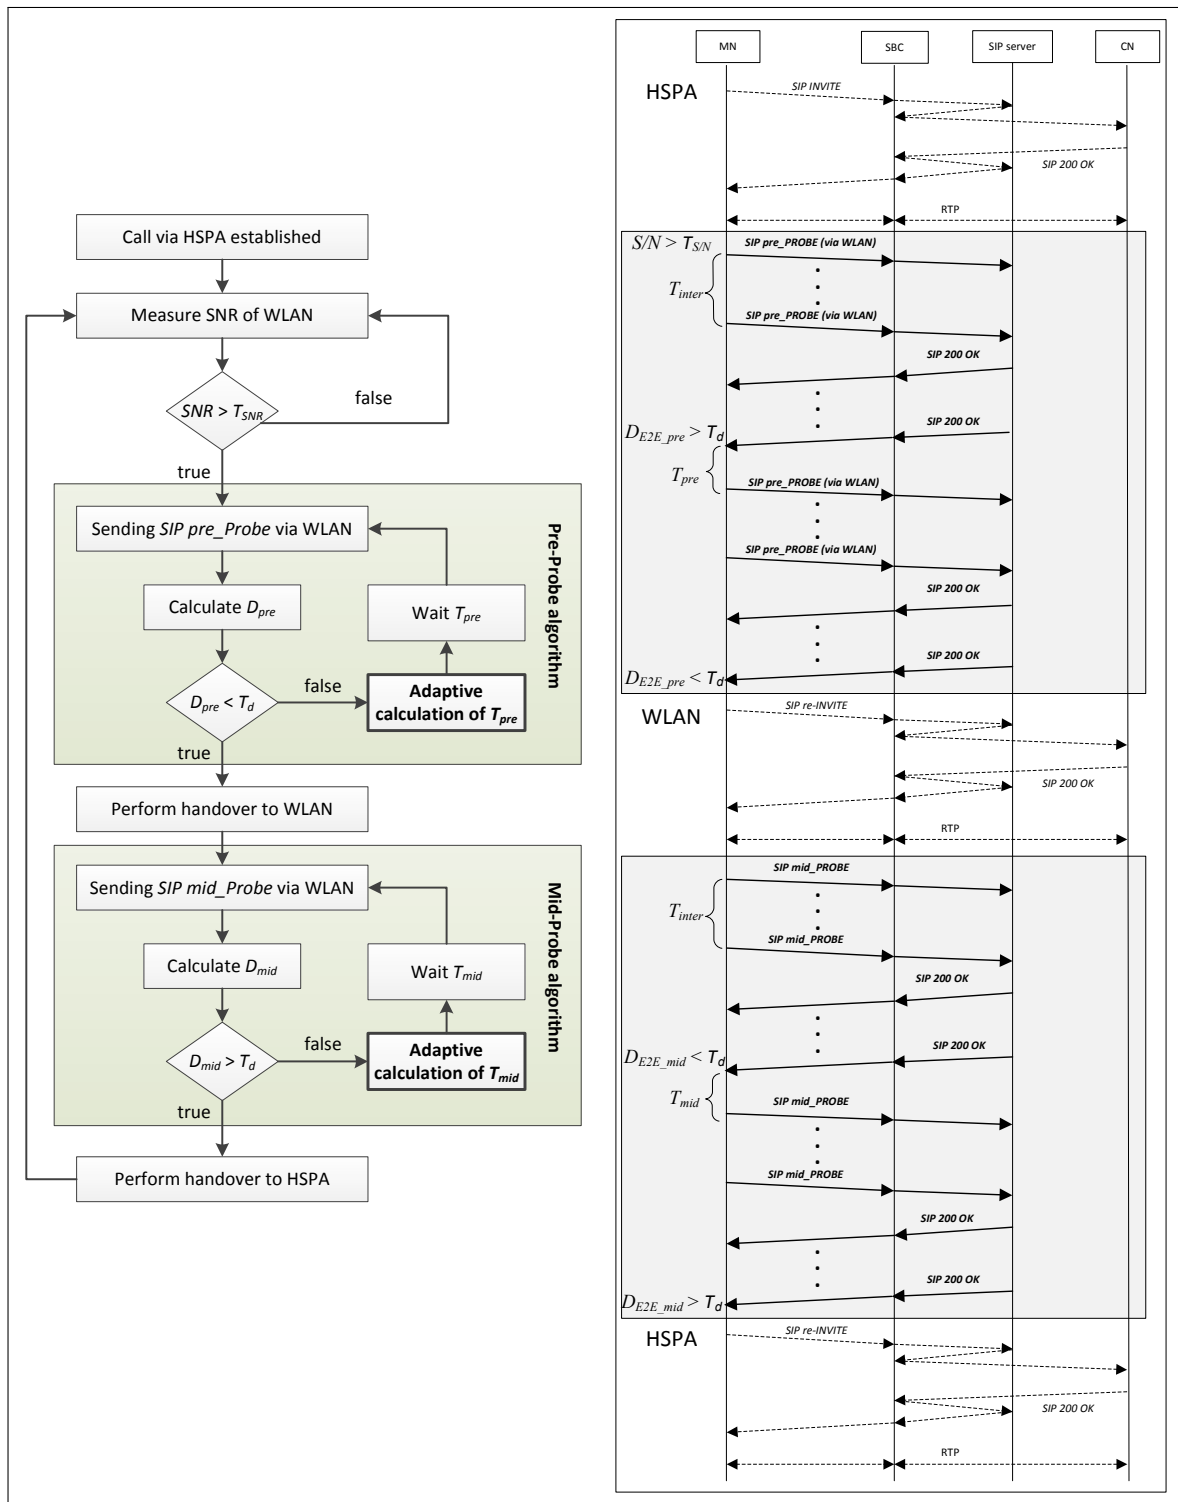 Call via HSPA established
Measure SNR of WLAN
SNR > T_SNR
false
true
Sending SIP pre_Probe via WLAN
Calculate D_pre
Wait T_pre
D_pre < T_d
false
Adaptive
calculation of T_pre
true
Pre-Probe algorithm
Perform handover to WLAN
Sending SIP mid_Probe via WLAN
Calculate D_mid
Wait T_mid
D_mid > T_d
false
Adaptive
calculation of T_mid
true
Mid-Probe algorithm
Perform handover to HSPA
MN
SBC
SIP server
CN
HSPA
SIP INVITE
SIP 200 OK
RTP
S/N > T_S/N
SIP pre_PROBE (via WLAN)
T_inter
SIP pre_PROBE (via WLAN)
SIP 200 OK
D_E2E_pre > T_d
SIP 200 OK
T_pre
SIP pre_PROBE (via WLAN)
SIP pre_PROBE (via WLAN)
SIP 200 OK
SIP 200 OK
D_E2E_pre < T_d
WLAN
SIP re-INVITE
SIP 200 OK
RTP
SIP mid_PROBE
T_inter
SIP mid_PROBE
SIP 200 OK
D_E2E_mid < T_d
SIP 200 OK
T_mid
SIP mid_PROBE
SIP mid_PROBE
SIP 200 OK
SIP 200 OK
D_E2E_mid > T_d
HSPA
SIP re-INVITE
SIP 200 OK
RTP